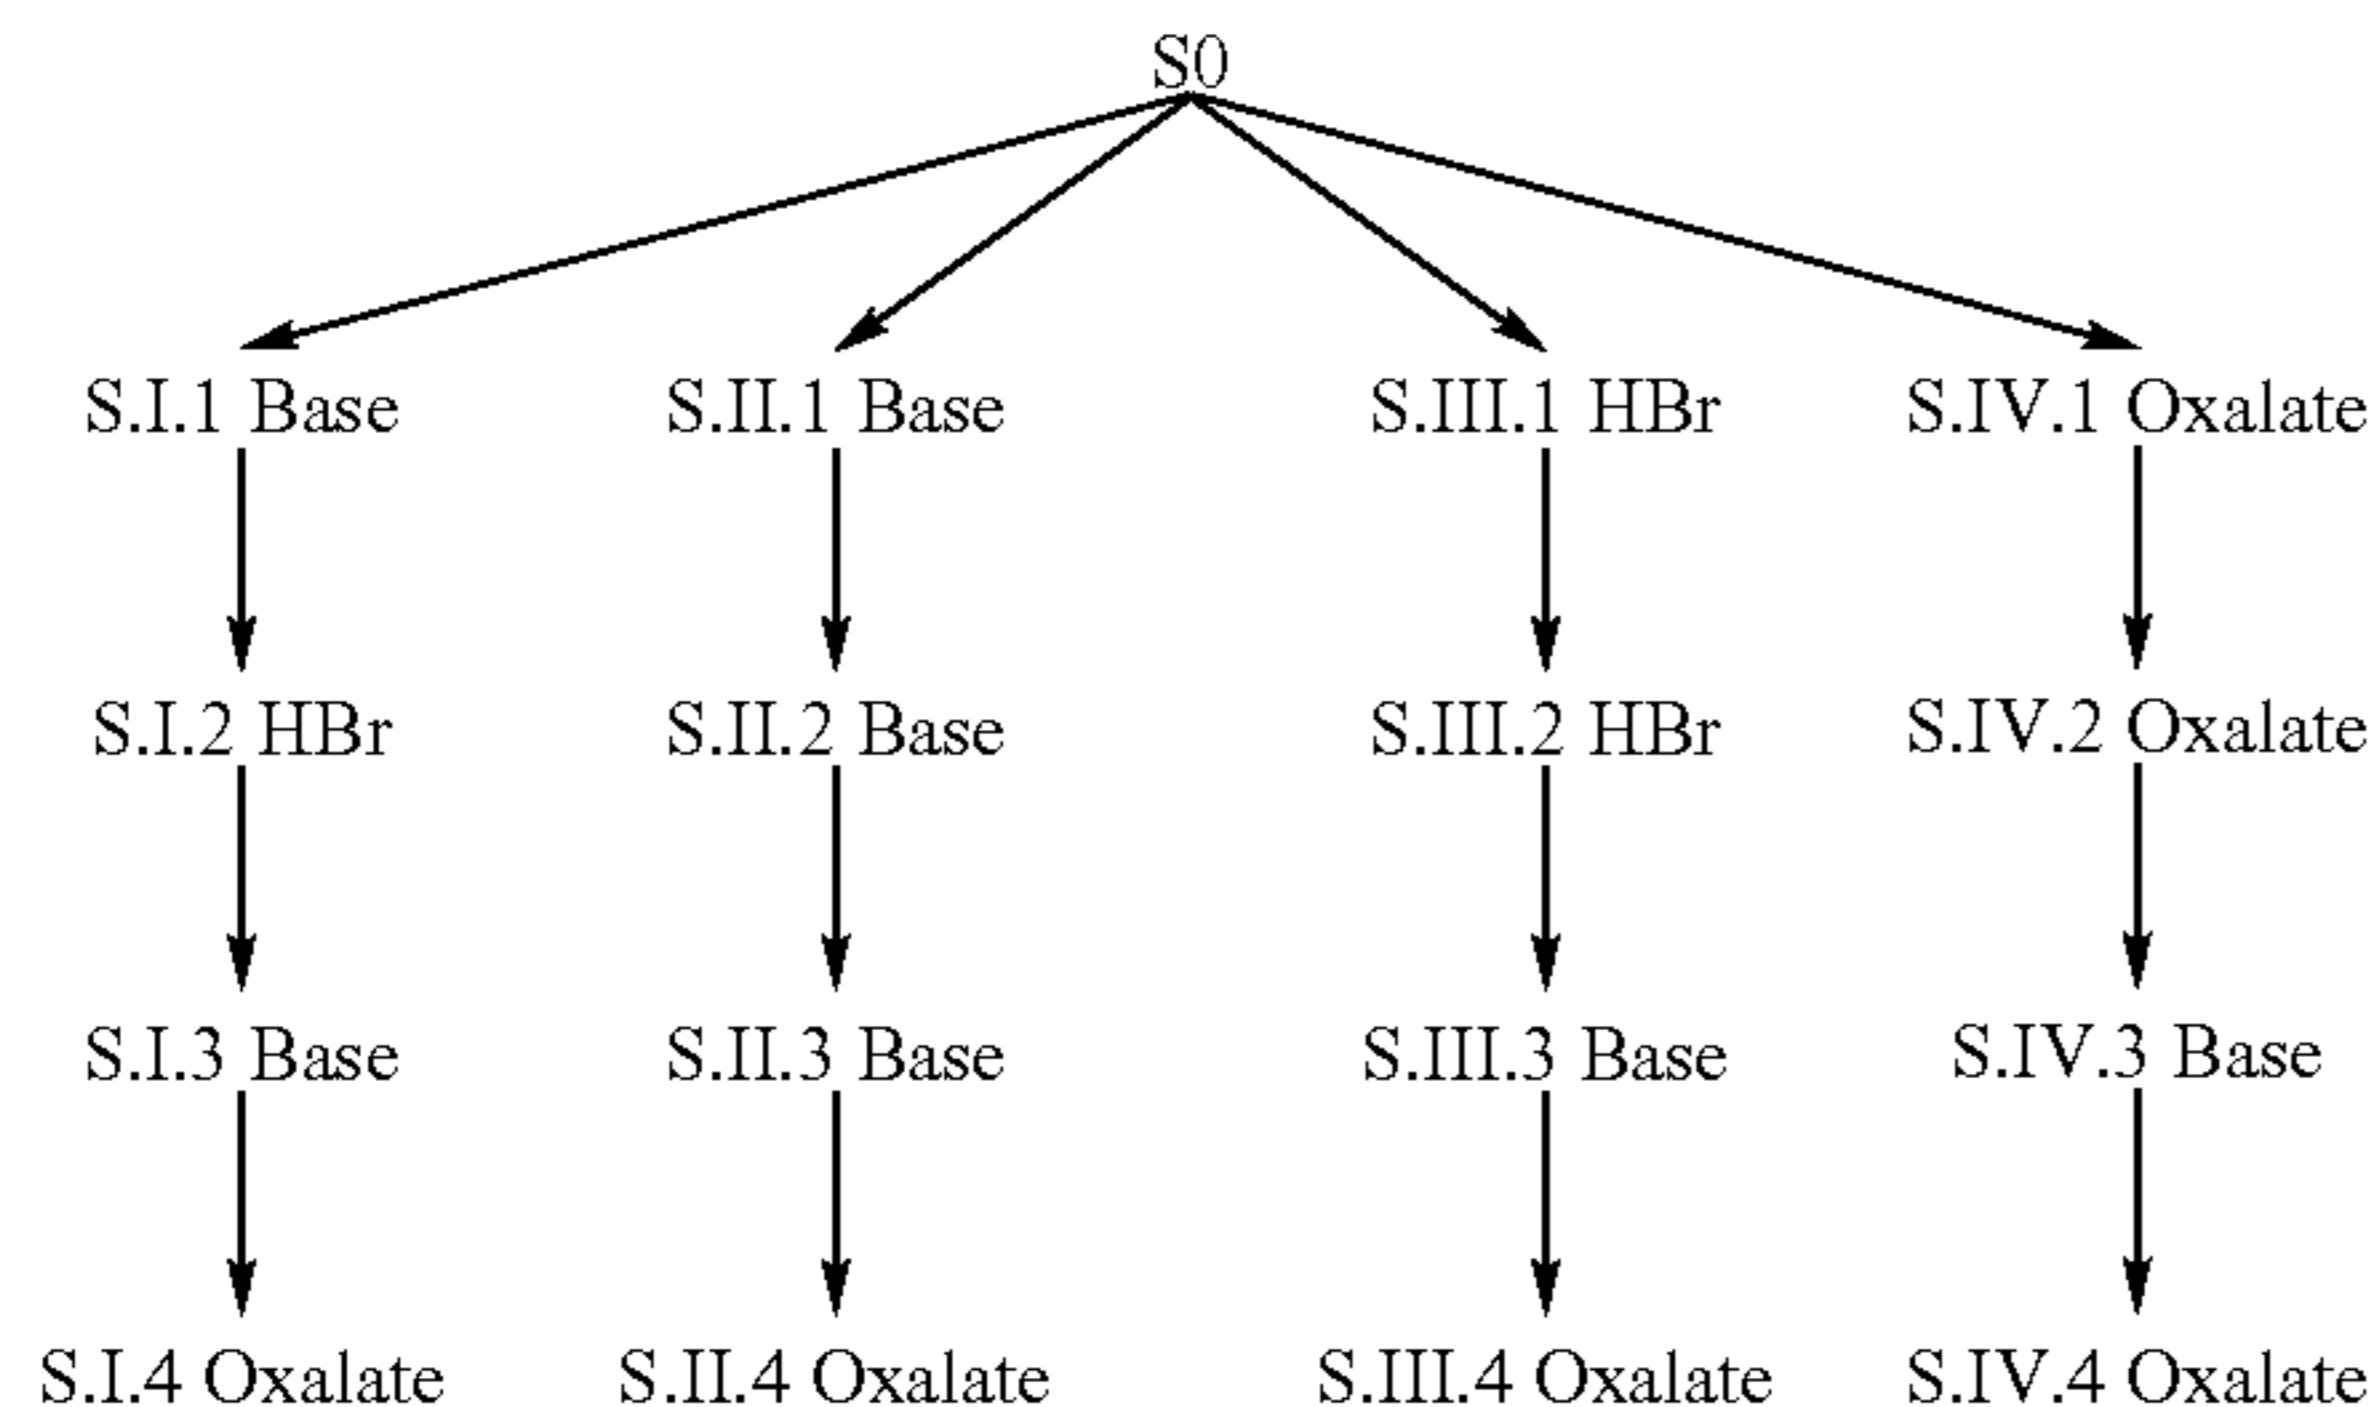 S0
S.I.1 Base
S.II.1 Base
S.III.1 HBr
S.IV.1 Oxalate
S.I.2 HBr
S.II.2 Base
S.III.2 HBr
S.IV.2 Oxalate
S.I.3 Base
S.II.3 Base
S.III.3 Base
S.IV.3 Base
S.I.4 Oxalate
S.II.4 Oxalate
S.III.4 Oxalate
S.IV.4 Oxalate